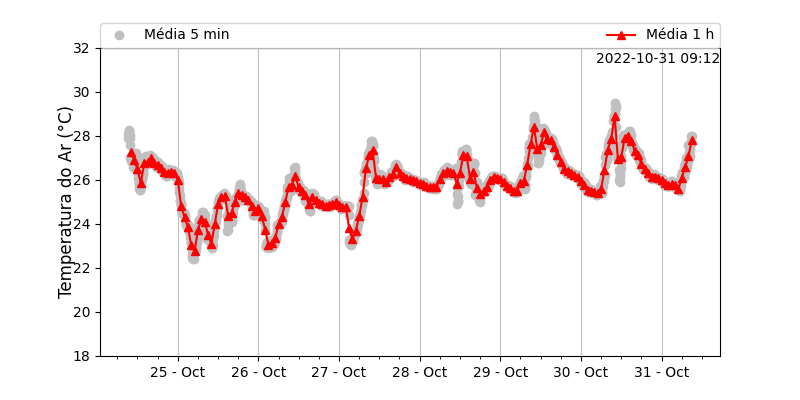 Média 5 min
Média 1 h
2022-10-31 09:12
Temperatura do Ar (°C)
32
30
28
26
24
22
20
18
25 - Oct
26 - Oct
27 - Oct
28 - Oct
29 - Oct
30 - Oct
31 - Oct